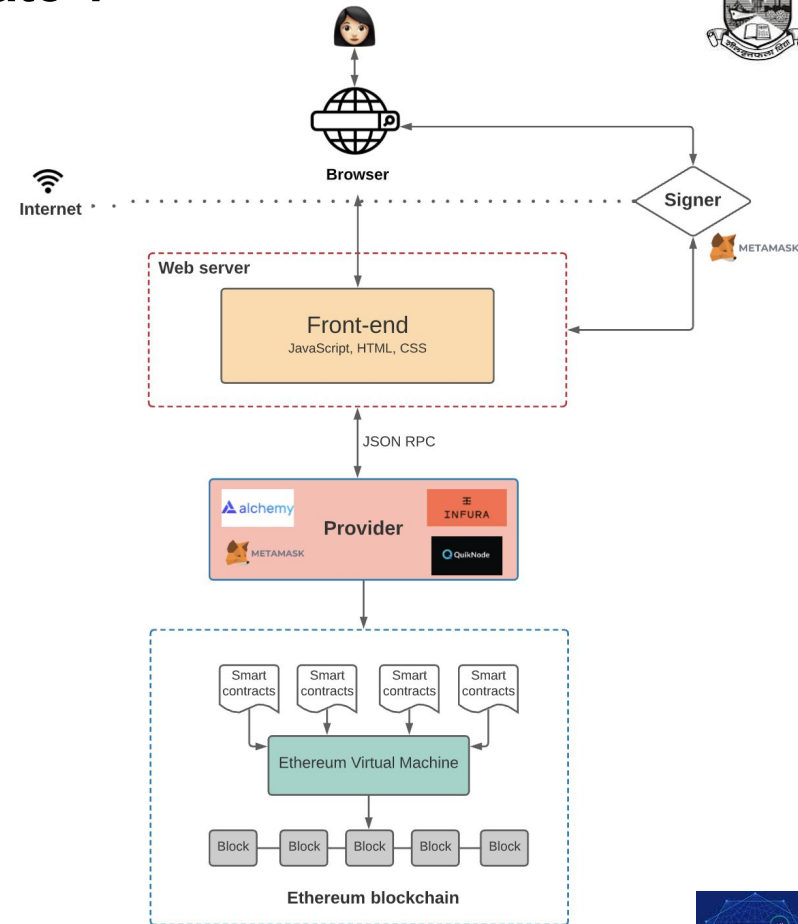 Browser
Internet
Signer
METAMASK
Web server
Front-end
JavaScript, HTML, CSS
JSON RPC
alchemy
INFURA
Provider
METAMASK
QuikNode
Smart
contracts
Smart
contracts
Smart
contracts
Smart
contracts
Ethereum Virtual Machine
Block
Block
Block
Block
Block
Ethereum blockchain